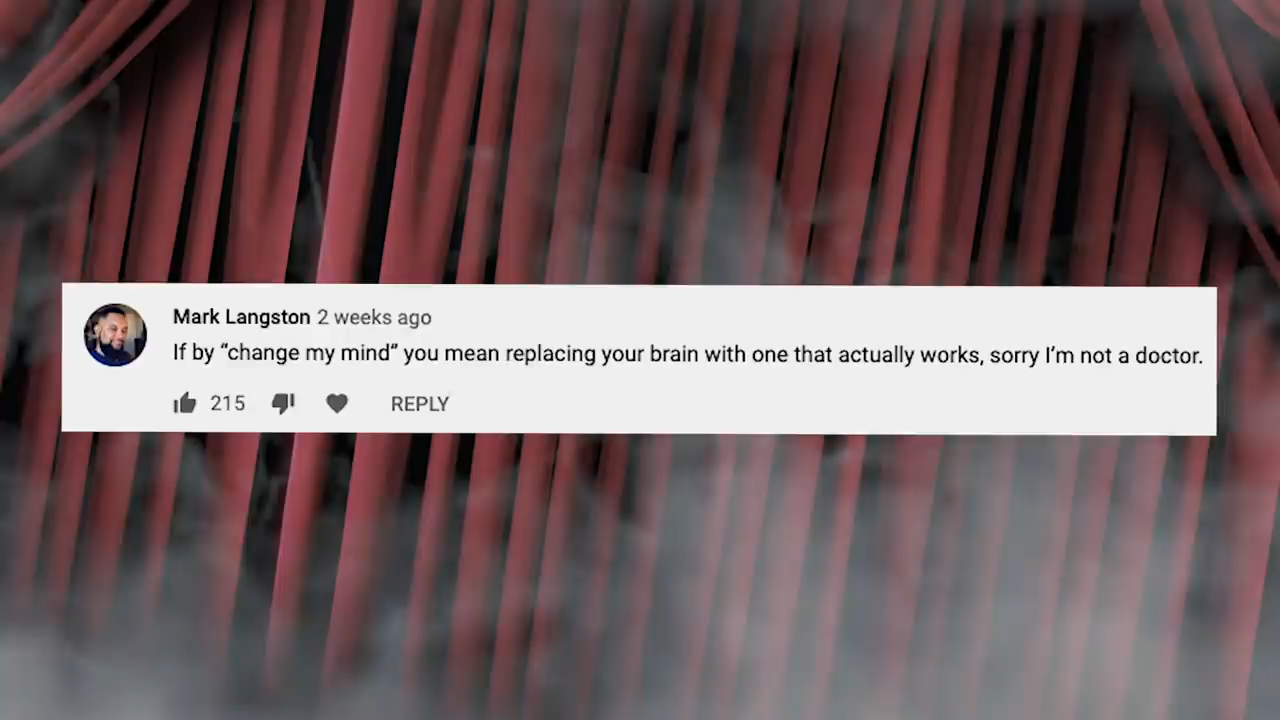 Mark Langston 2 weeks ago
If by “change my mind” you mean replacing your brain with one that actually works, sorry I’m not a doctor.
215 REPLY